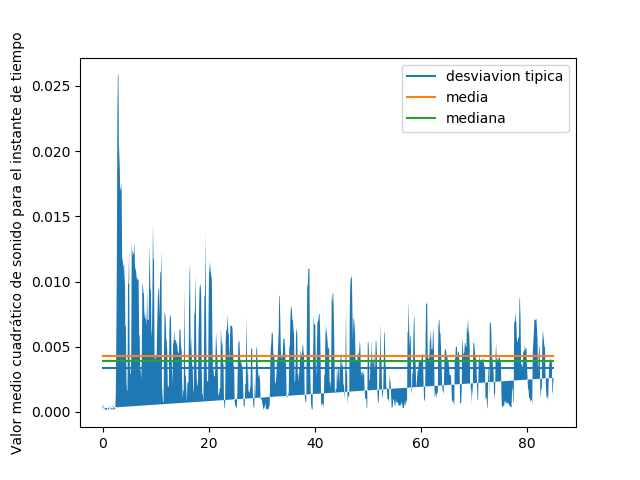 Valor medio cuadrático de sonido para el instante de tiempo
0.025
0.020
0.015
0.010
0.005
0.000
0
20
40
60
80
desviavion tipica
media
mediana